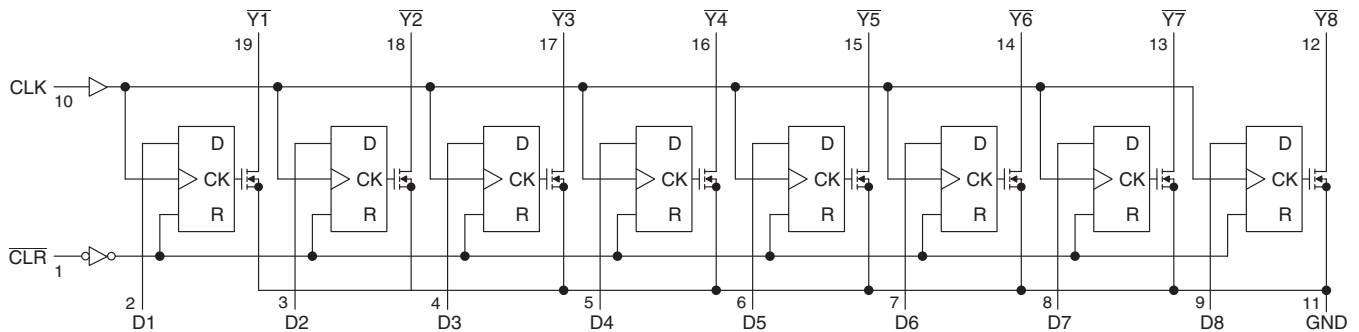 Y1 Y2 Y3 Y4 Y5 Y6 Y7 Y8
19 18 17 16 15 14 13 12
CLK 10
D D D D D D D D
CK CK CK CK CK CK CK CK
R R R R R R R R
CLR 1
2 3 4 5 6 7 8 9 11
D1 D2 D3 D4 D5 D6 D7 D8 GND